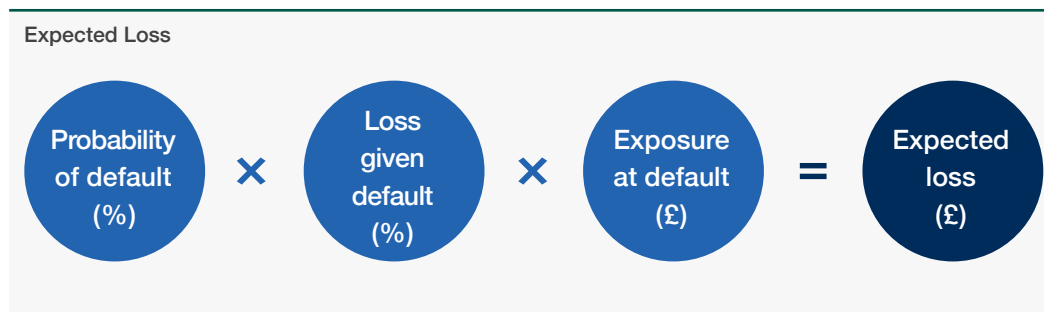 Expected Loss
Probability
of default
(%)
×
Loss
given
default
(%)
×
Exposure
at default
(£)
=
Expected
loss
(£)